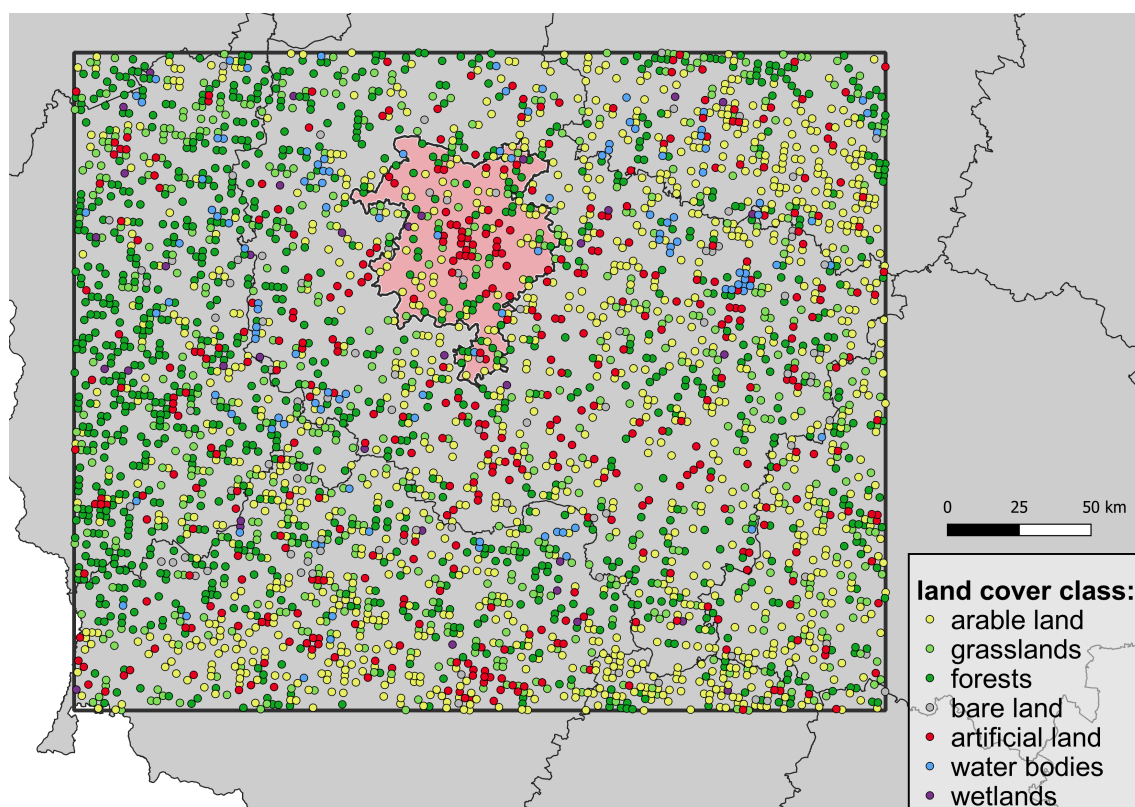 0 25 50 km
land cover class:
arable land
grasslands
forests
bare land
artificial land
water bodies
wetlands